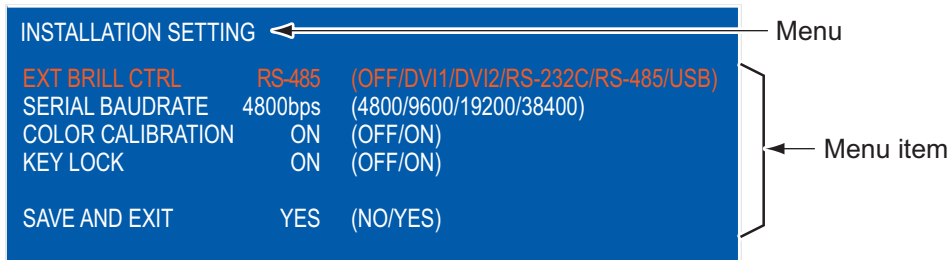 INSTALLATION SETTING
Menu
EXT BRILL CTRL RS-485 (OFF/DVI1/DVI2/RS-232C/RS-485/USB)
SERIAL BAUDRATE 4800bps (4800/9600/19200/38400)
COLOR CALIBRATION ON (OFF/ON)
KEY LOCK ON (OFF/ON)
SAVE AND EXIT YES (NO/YES)
Menu item